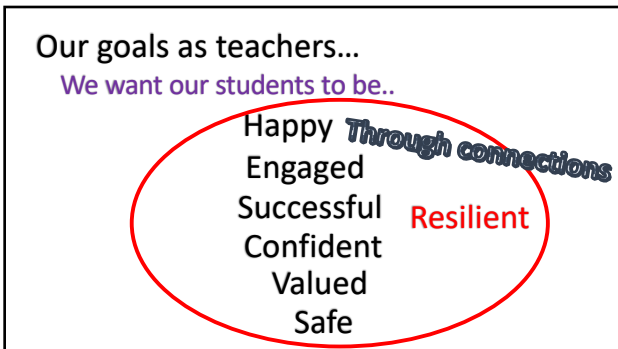 Our goals as teachers…
We want our students to be..
Happy
Through connections
Engaged
Successful
Resilient
Confident
Valued
Safe